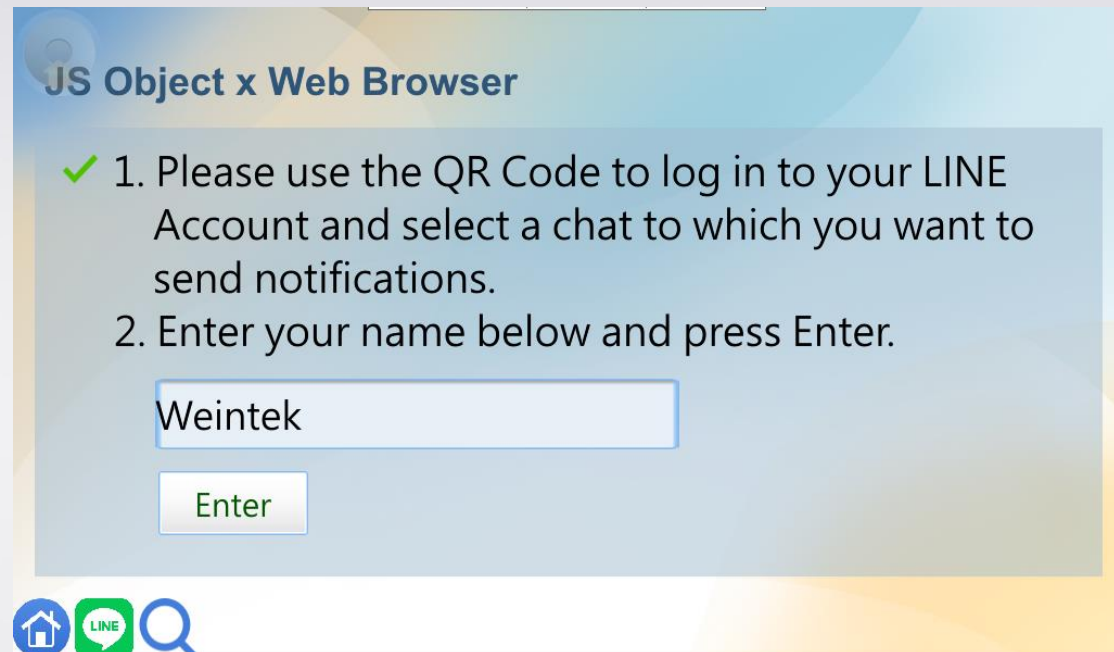 JS Object x Web Browser
1. Please use the QR Code to log in to your LINE
Account and select a chat to which you want to
send notifications.
2. Enter your name below and press Enter.
Weintek
Enter
LINE